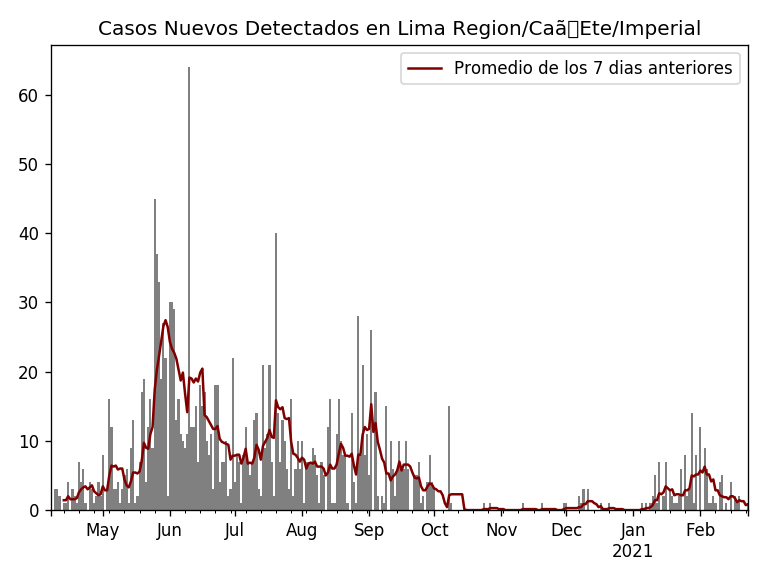 Casos Nuevos Detectados en Lima Region/Caã▯Ete/Imperial
Promedio de los 7 dias anteriores
60
50
40
30
20
10
0
May Jun Jul Aug Sep Oct Nov Dec Jan Feb
2021